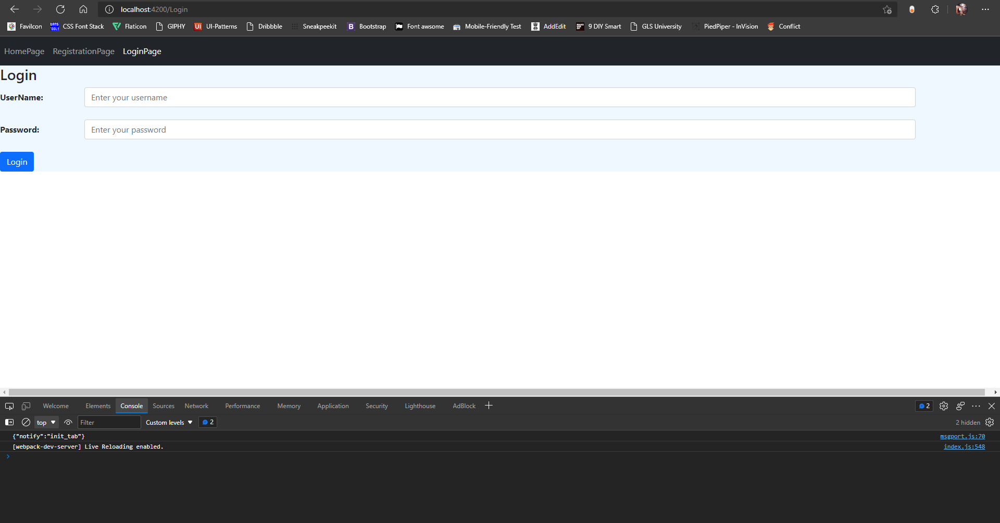 localhost:4200/Login
FaviIcon CSS Font Stack Flaticon GIPHY UI UI-Patterns Dribbble Sneakpeekit B Bootstrap Font awsome Mobile-Friendly Test AddEdit 9 DIY Smart GLS University PiedPiper - InVision Conflict
HomePage RegistrationPage LoginPage
Login
UserName: Enter your username
Password: Enter your password
Login
Welcome Elements Console Sources Network Performance Memory Application Security Lighthouse AdBlock 2
top Filter Custom levels 2 2 hidden
{"notify":"init_tab"} msgport.js:70
[webpack-dev-server] Live Reloading enabled. index.js:548